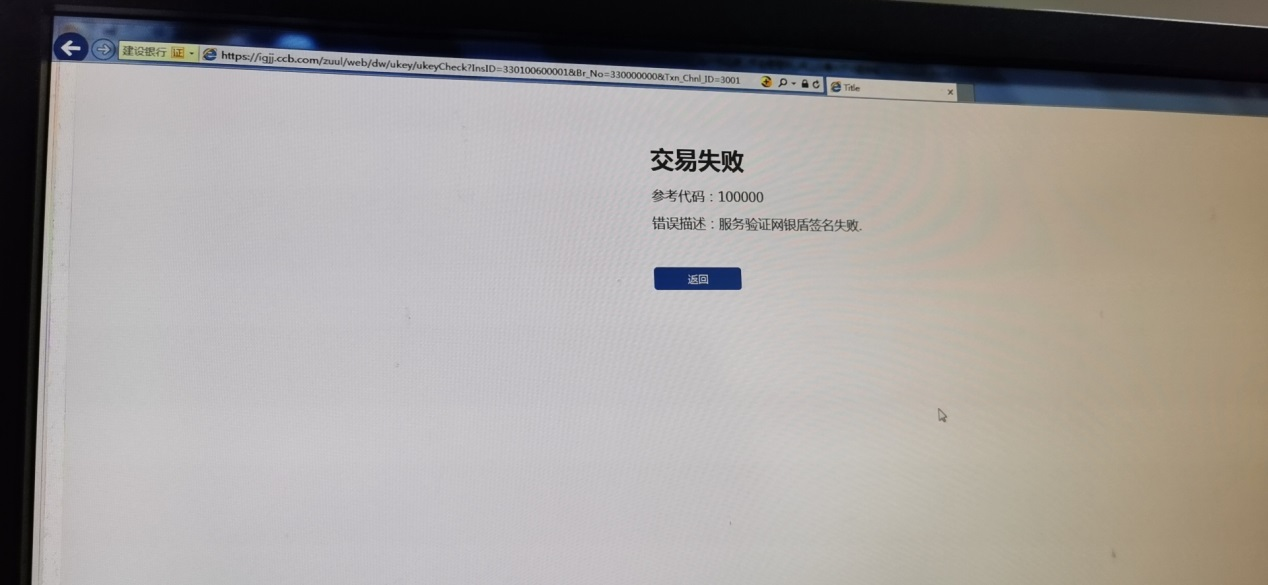 建设银行 证 https://igjj.ccb.com/zuul/web/dw/ukey/ukeyCheck?InsID=330100600001&Br_No=330000000&Txn_Chnl_ID=3001 Title
交易失败
参考代码：100000
错误描述：服务验证网银盾签名失败.
返回